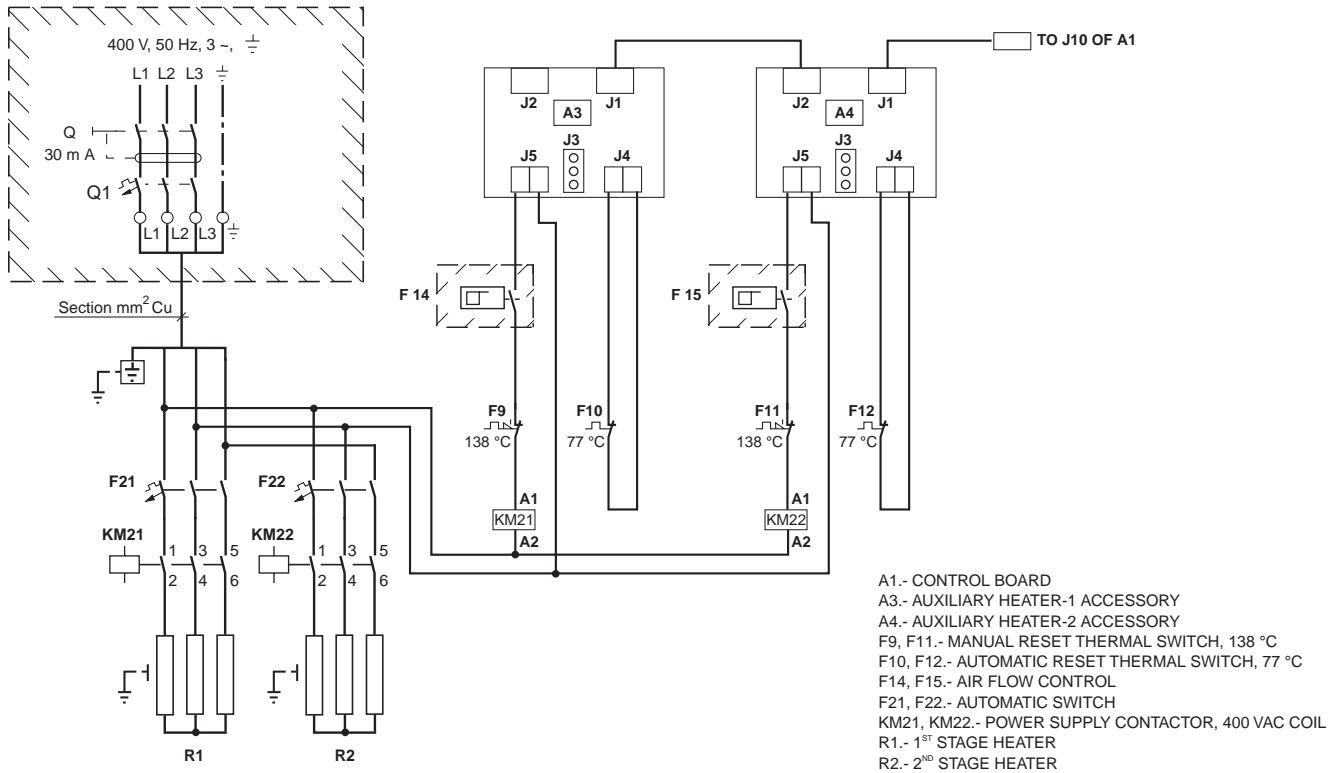 400 V, 50 Hz, 3 ~,
L1 L2 L3
Q
30 m A
Q1
L1 L2 L3
Section mm² Cu
TO J10 OF A1
J2 J1
A3
J3
J5 J4
J2 J1
A4
J3
J5 J4
F 14
F 15
F9
138 °C
F10
77 °C
F11
138 °C
F12
77 °C
A1
KM21
A2
A1
KM22
A2
F21
F22
KM21
1 3 5
2 4 6
KM22
1 3 5
2 4 6
R1
R2
A1.- CONTROL BOARD
A3.- AUXILIARY HEATER-1 ACCESSORY
A4.- AUXILIARY HEATER-2 ACCESSORY
F9, F11.- MANUAL RESET THERMAL SWITCH, 138 °C
F10, F12.- AUTOMATIC RESET THERMAL SWITCH, 77 °C
F14, F15.- AIR FLOW CONTROL
F21, F22.- AUTOMATIC SWITCH
KM21, KM22.- POWER SUPPLY CONTACTOR, 400 VAC COIL
R1.- 1ST STAGE HEATER
R2.- 2ND STAGE HEATER